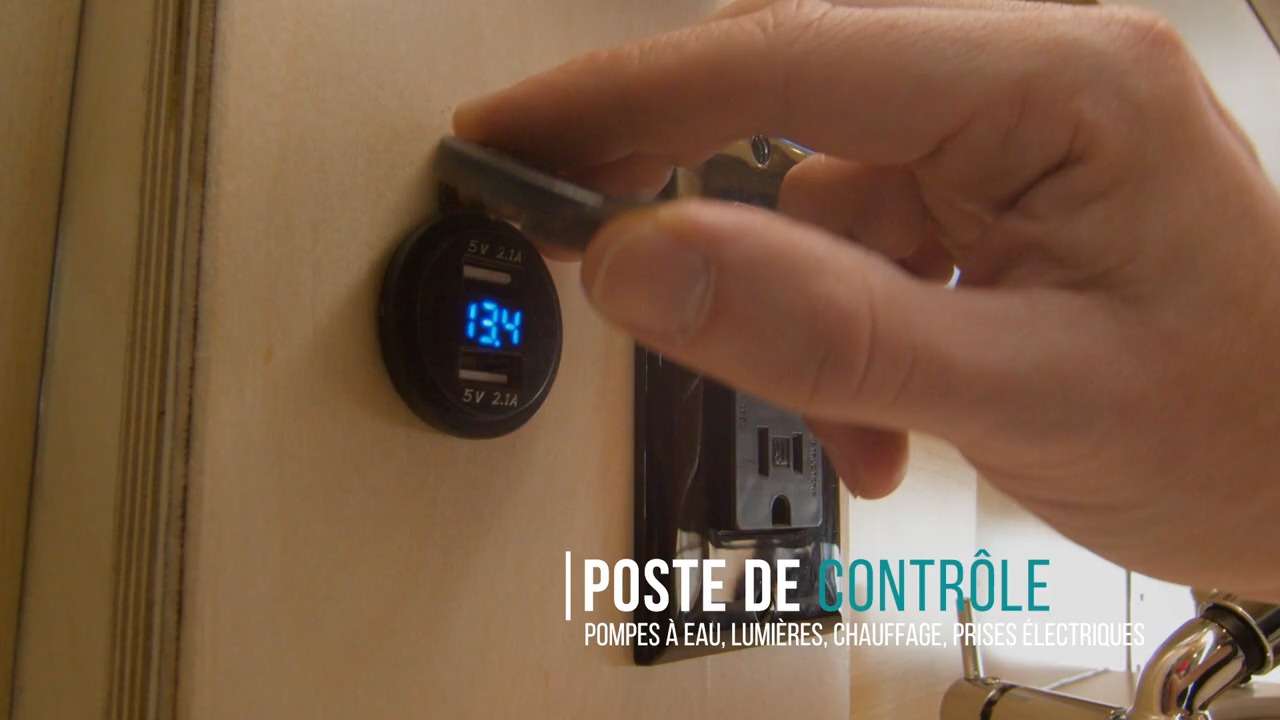 5V 2.1A
13.4
5V 2.1A
POSTE DE CONTRÔLE
POMPES À EAU, LUMIÈRES, CHAUFFAGE, PRISES ÉLECTRIQUES